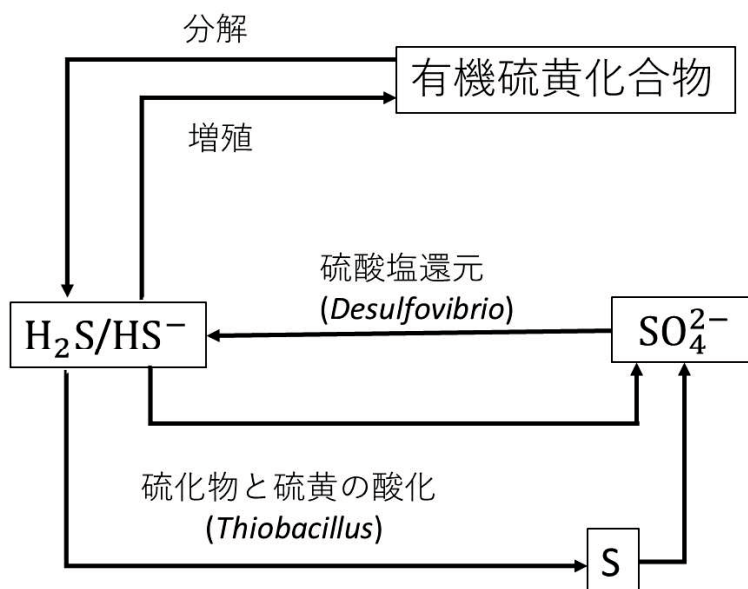 分解
有機硫黄化合物
増殖
硫酸塩還元
(Desulfovibrio)
H₂S/HS⁻
SO₄²⁻
硫化物と硫黄の酸化
(Thiobacillus)
S